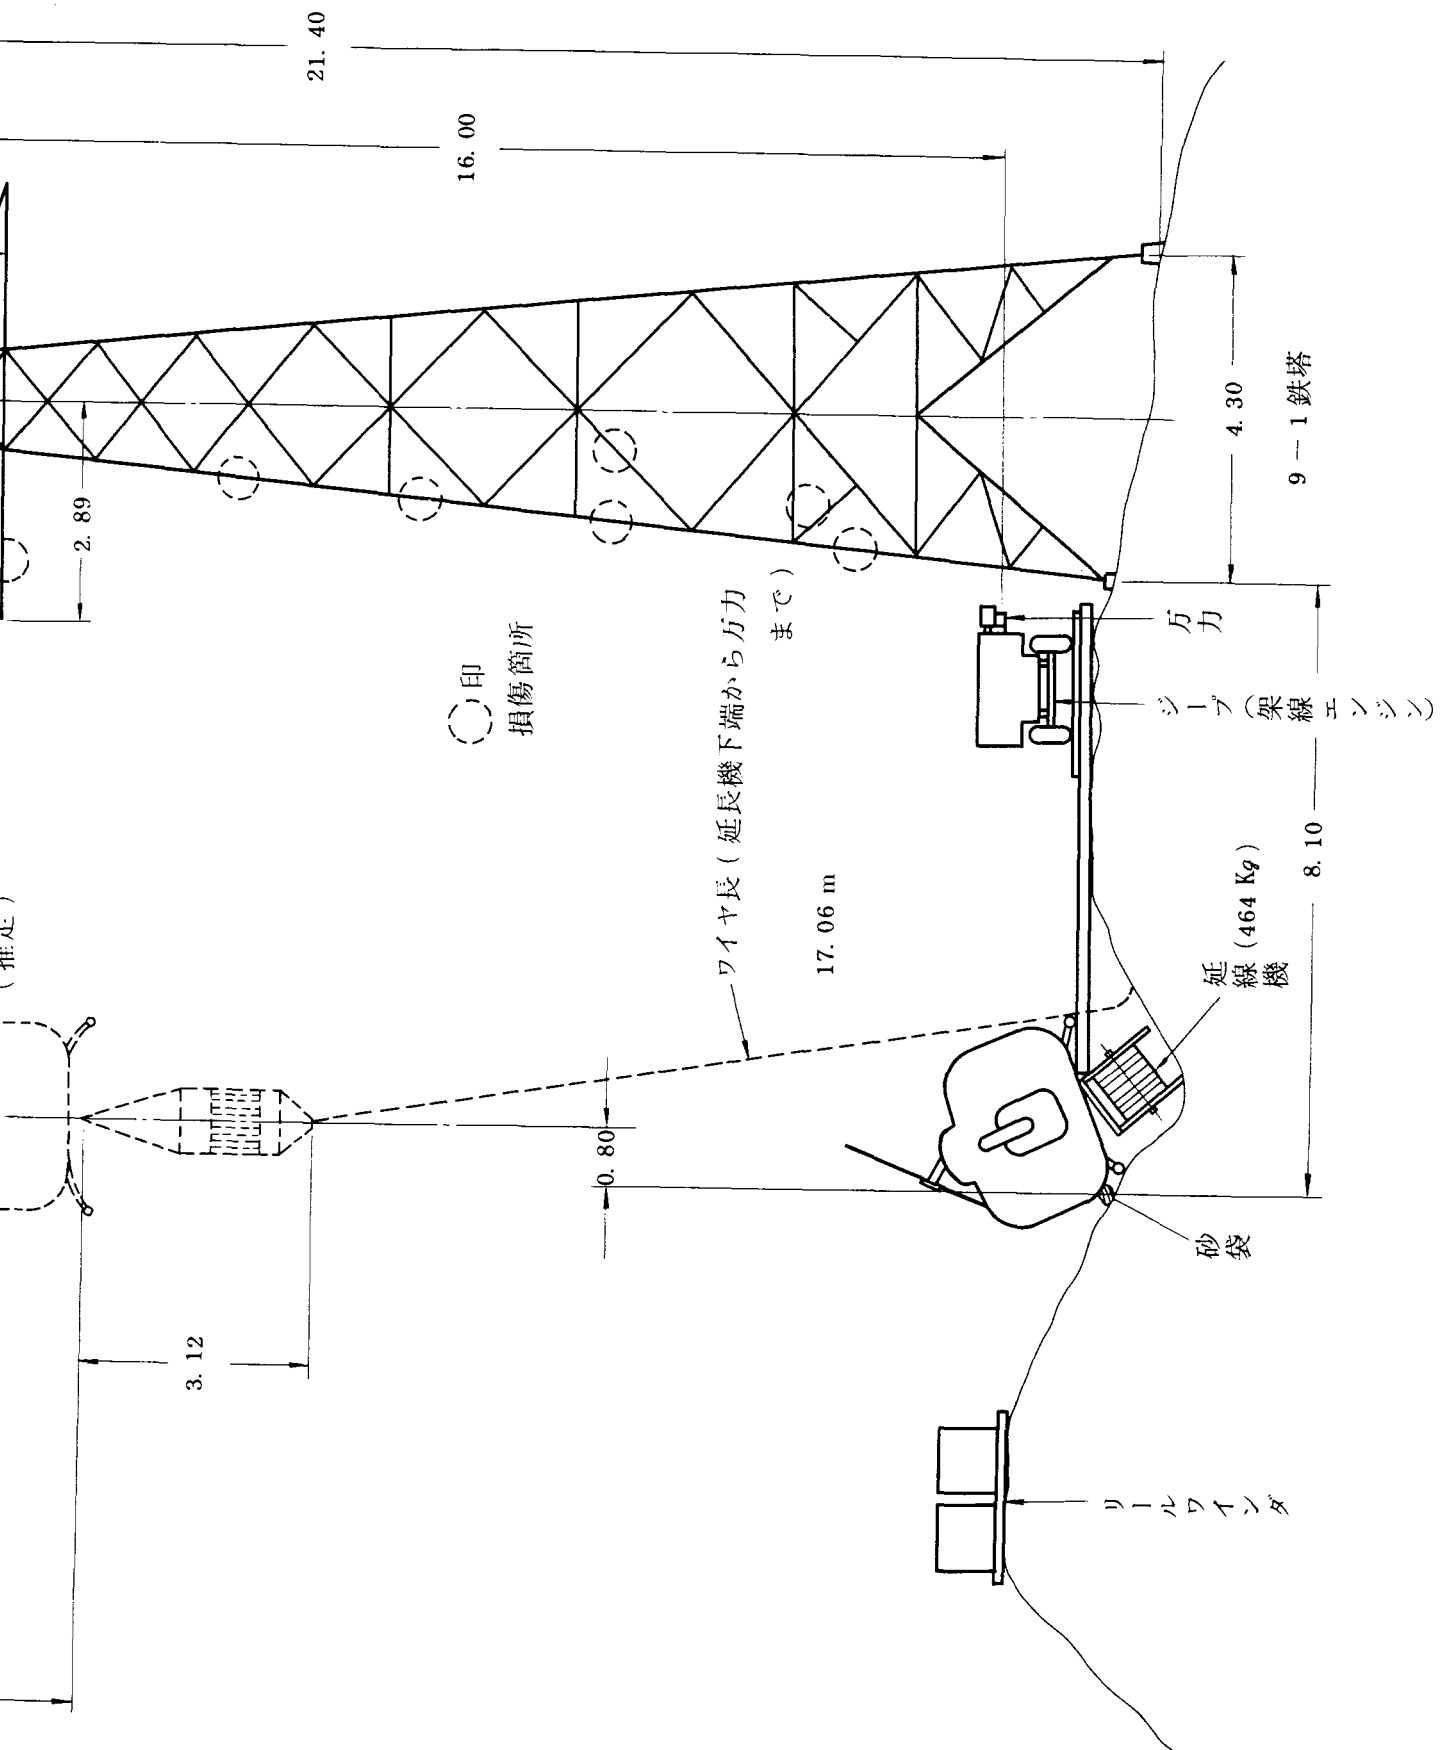 21.40
16.00
2.89
4.30
9－1鉄塔
印
損傷箇所
ワイヤ長（延長機下端から万力
まで）
17.06 m
万力
ジープ（架線エンジン）
8.10
延線機（464 Kg）
（推定）
0.80
砂袋
3.12
リールワインダ